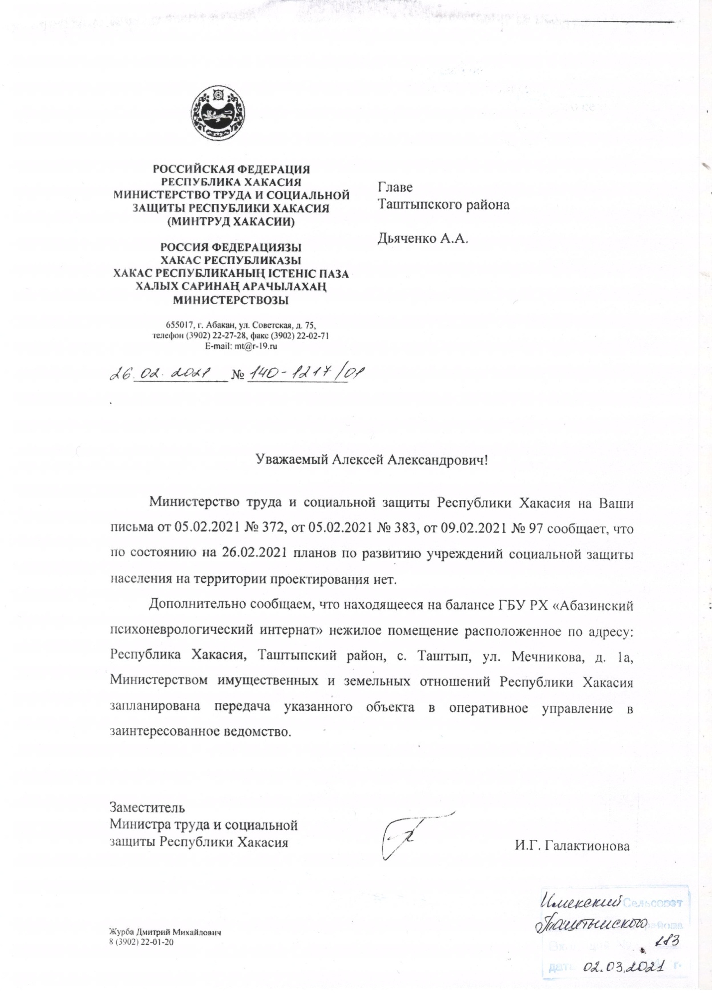 РОССИЙСКАЯ ФЕДЕРАЦИЯ
РЕСПУБЛИКА ХАКАСИЯ
МИНИСТЕРСТВО ТРУДА И СОЦИАЛЬНОЙ
ЗАЩИТЫ РЕСПУБЛИКИ ХАКАСИЯ
(МИНТРУД ХАКАСИИ)
РОССИЯ ФЕДЕРАЦИЯЗЫ
ХАКАС РЕСПУБЛИКАЗЫ
ХАКАС РЕСПУБЛИКАНЫҢ ІСТЕНІС ПАЗА
ХАЛЫХ САРИНАҢ АРАЧЫЛАХАҢ
МИНИСТЕРСТВОЗЫ
655017, г. Абакан, ул. Советская, д. 75,
телефон (3902) 22-27-28, факс (3902) 22-02-71
E-mail: mt@r-19.ru
26.02.2021 № 140-1217/01
Главе
Таштыпского района
Дьяченко А.А.
Уважаемый Алексей Александрович!
Министерство труда и социальной защиты Республики Хакасия на Ваши
письма от 05.02.2021 № 372, от 05.02.2021 № 383, от 09.02.2021 № 97 сообщает, что
по состоянию на 26.02.2021 планов по развитию учреждений социальной защиты
населения на территории проектирования нет.
Дополнительно сообщаем, что находящееся на балансе ГБУ РХ «Абазинский
психоневрологический интернат» нежилое помещение расположенное по адресу:
Республика Хакасия, Таштыпский район, с. Таштып, ул. Мечникова, д. 1а,
Министерством имущественных и земельных отношений Республики Хакасия
запланирована передача указанного объекта в оперативное управление в
заинтересованное ведомство.
Заместитель
Министра труда и социальной
защиты Республики Хакасия
И.Г. Галактионова
Журба Дмитрий Михайлович
8 (3902) 22-01-20
Имекский Сельсовет
Таштыпского района
183
дата 02.03.2021 г.